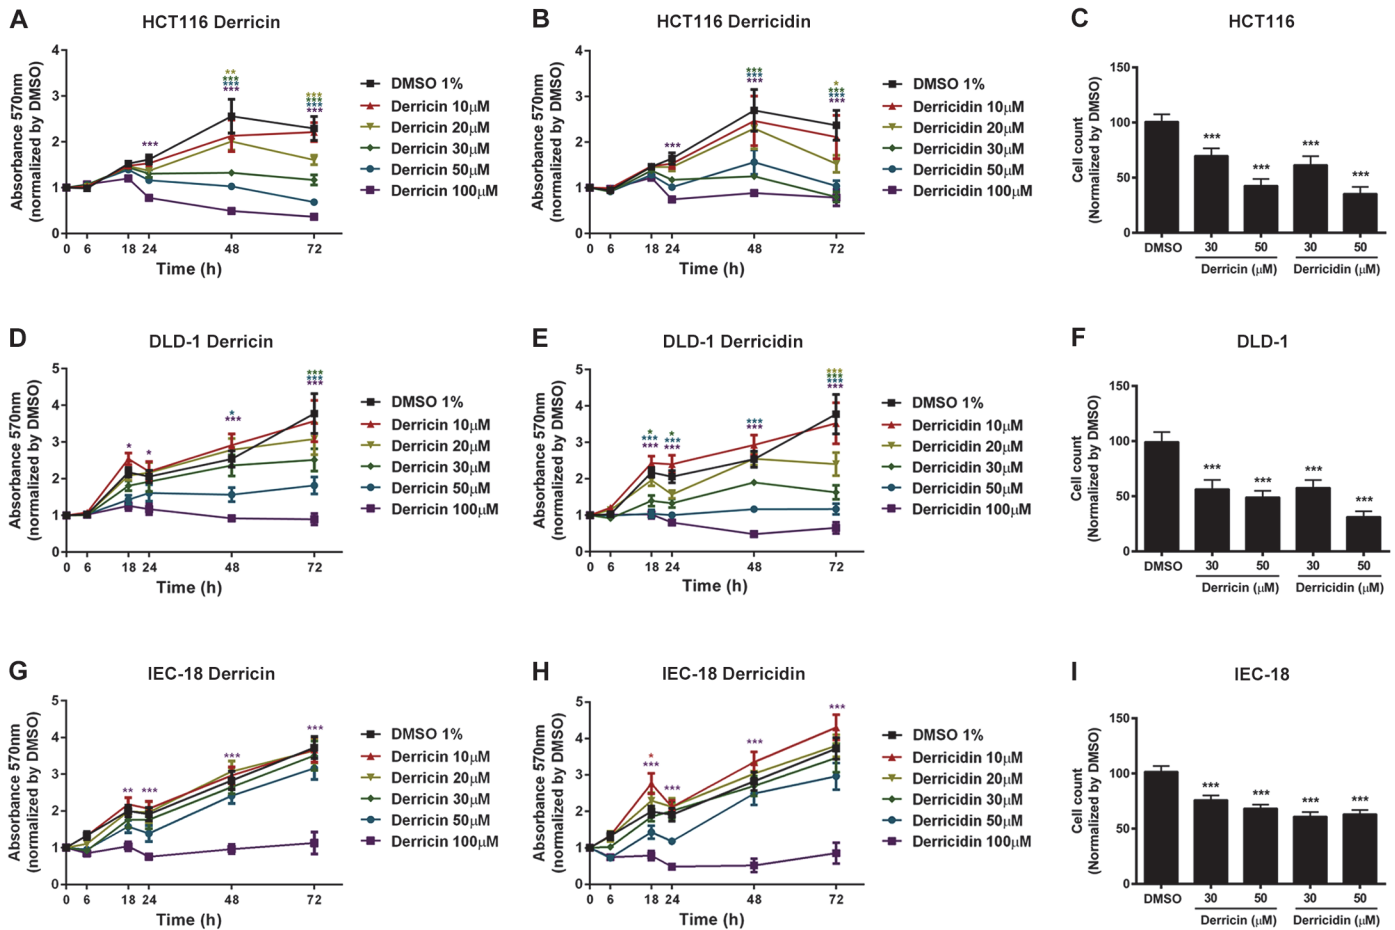 A
HCT116 Derricin
Absorbance 570nm
(normalized by DMSO)
4
3
2
1
0
0 6 18 24 48 72
Time (h)
**
***
***
***
***
***
***
***
***
DMSO 1%
Derricin 10μM
Derricin 20μM
Derricin 30μM
Derricin 50μM
Derricin 100μM
B
HCT116 Derricidin
Absorbance 570nm
(normalized by DMSO)
4
3
2
1
0
0 6 18 24 48 72
Time (h)
***
***
***
***
*
***
***
***
DMSO 1%
Derricidin 10μM
Derricidin 20μM
Derricidin 30μM
Derricidin 50μM
Derricidin 100μM
C
HCT116
Cell count
(Normalized by DMSO)
150
100
50
0
*** *** *** ***
DMSO 30 50 30 50
Derricin (μM) Derricidin (μM)
D
DLD-1 Derricin
Absorbance 570nm
(normalized by DMSO)
5
4
3
2
1
0
0 6 18 24 48 72
Time (h)
*
*
*
***
***
***
***
DMSO 1%
Derricin 10μM
Derricin 20μM
Derricin 30μM
Derricin 50μM
Derricin 100μM
E
DLD-1 Derricidin
Absorbance 570nm
(normalized by DMSO)
5
4
3
2
1
0
0 6 18 24 48 72
Time (h)
*
***
***
*
***
***
***
***
***
***
***
***
DMSO 1%
Derricidin 10μM
Derricidin 20μM
Derricidin 30μM
Derricidin 50μM
Derricidin 100μM
F
DLD-1
Cell count
(Normalized by DMSO)
150
100
50
0
*** *** *** ***
DMSO 30 50 30 50
Derricin (μM) Derricidin (μM)
G
IEC-18 Derricin
Absorbance 570nm
(normalized by DMSO)
5
4
3
2
1
0
0 6 18 24 48 72
Time (h)
** *** *** ***
DMSO 1%
Derricin 10μM
Derricin 20μM
Derricin 30μM
Derricin 50μM
Derricin 100μM
H
IEC-18 Derricidin
Absorbance 570nm
(normalized by DMSO)
5
4
3
2
1
0
0 6 18 24 48 72
Time (h)
*
*** *** *** ***
DMSO 1%
Derricidin 10μM
Derricidin 20μM
Derricidin 30μM
Derricidin 50μM
Derricidin 100μM
I
IEC-18
Cell count
(Normalized by DMSO)
150
100
50
0
*** *** *** ***
DMSO 30 50 30 50
Derricin (μM) Derricidin (μM)